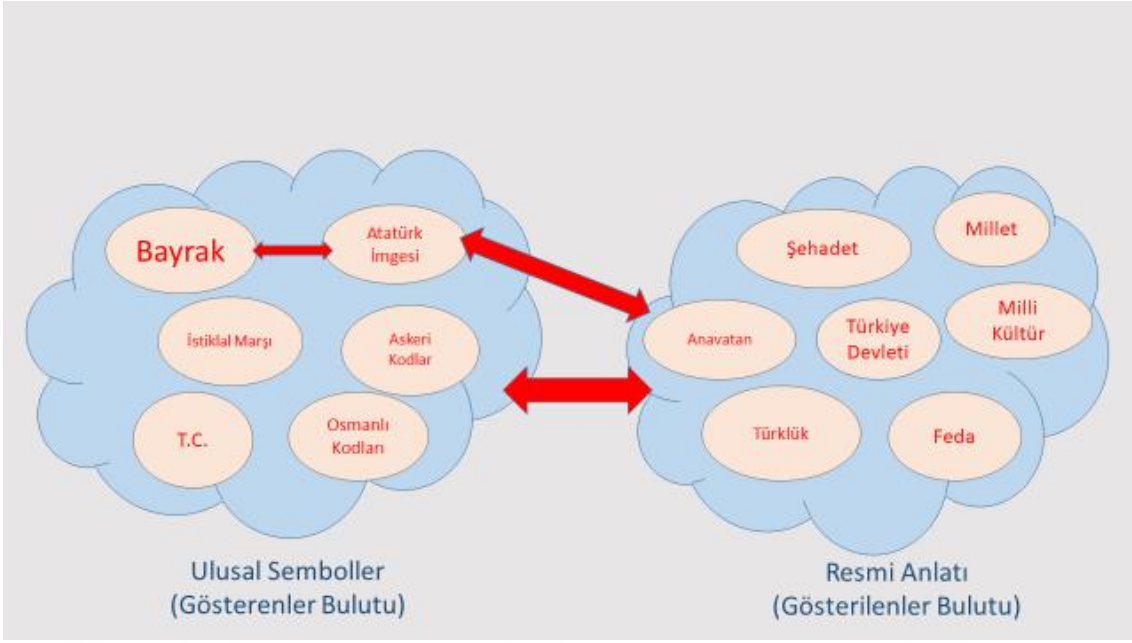 Bayrak
Atatürk
İmgesi
İstiklal Marşı
Askeri
Kodlar
T.C.
Osmanlı
Kodları
Ulusal Semboller
(Gösterenler Bulutu)
Şehadet
Millet
Anavatan
Türkiye
Devleti
Milli
Kültür
Türklük
Feda
Resmi Anlatı
(Gösterilenler Bulutu)